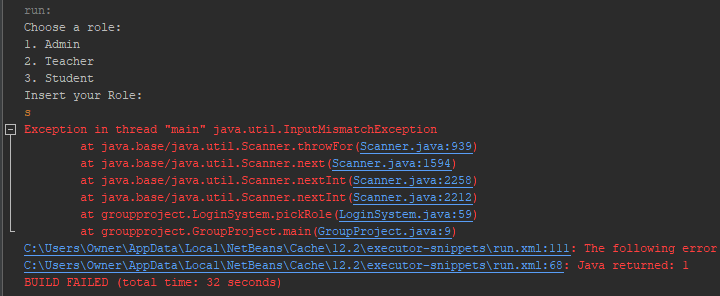 run:
Choose a role:
1. Admin
2. Teacher
3. Student
Insert your Role:
s
Exception in thread "main" java.util.InputMismatchException
at java.base/java.util.Scanner.throwFor(Scanner.java:939)
at java.base/java.util.Scanner.next(Scanner.java:1594)
at java.base/java.util.Scanner.nextInt(Scanner.java:2258)
at java.base/java.util.Scanner.nextInt(Scanner.java:2212)
at groupproject.LoginSystem.pickRole(LoginSystem.java:59)
at groupproject.GroupProject.main(GroupProject.java:9)
C:\Users\Owner\AppData\Local\NetBeans\Cache\12.2\executor-snippets\run.xml:111: The following error
C:\Users\Owner\AppData\Local\NetBeans\Cache\12.2\executor-snippets\run.xml:68: Java returned: 1
BUILD FAILED (total time: 32 seconds)